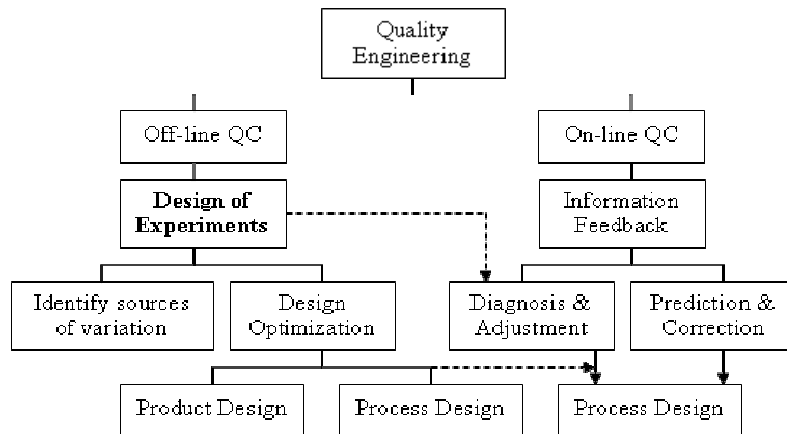 Quality
Engineering
Off-line QC
On-line QC
Design of
Experiments
Information
Feedback
Identify sources
of variation
Design
Optimization
Diagnosis &
Adjustment
Prediction &
Correction
Product Design
Process Design
Process Design